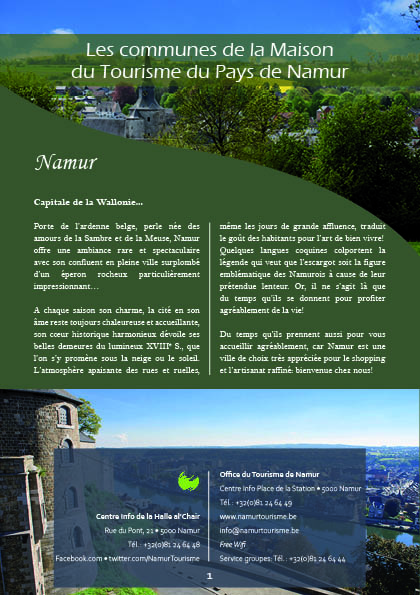 Les communes de la Maison
du Tourisme du Pays de Namur
Namur
Capitale de la Wallonie...
Porte de l'ardenne belge, perle née des
amours de la Sambre et de la Meuse, Namur
offre une ambiance rare et spectaculaire
avec son confluent en pleine ville surplombé
d'un éperon rocheux particulièrement
impressionnant…
A chaque saison son charme, la cité en son
âme reste toujours chaleureuse et accueillante,
son cœur historique harmonieux dévoile ses
belles demeures du lumineux XVIIIe S., que
l'on s'y promène sous la neige ou le soleil.
L'atmosphère apaisante des rues et ruelles,
même les jours de grande affluence, traduit
le goût des habitants pour l'art de bien vivre!
Quelques langues coquines colportent la
légende qui veut que l'escargot soit la figure
emblématique des Namurois à cause de leur
prétendue lenteur. Or, il ne s'agit là que
du temps qu'ils se donnent pour profiter
agréablement de la vie!
Du temps qu'ils prennent aussi pour vous
accueillir agréablement, car Namur est une
ville de choix très appréciée pour le shopping
et l'artisanat raffiné: bienvenue chez nous!
Centre Info de la Halle al'Chair
Rue du Pont, 21 • 5000 Namur
Tél. : +32(0)81 24 64 48
Facebook.com • twitter.com/NamurTourisme
Office du Tourisme de Namur
Centre Info Place de la Station • 5000 Namur
Tél. : +32(0)81 24 64 49
www.namurtourisme.be
info@namurtourisme.be
Free Wifi
Service groupes: Tél. : +32(0)81 24 64 44
1